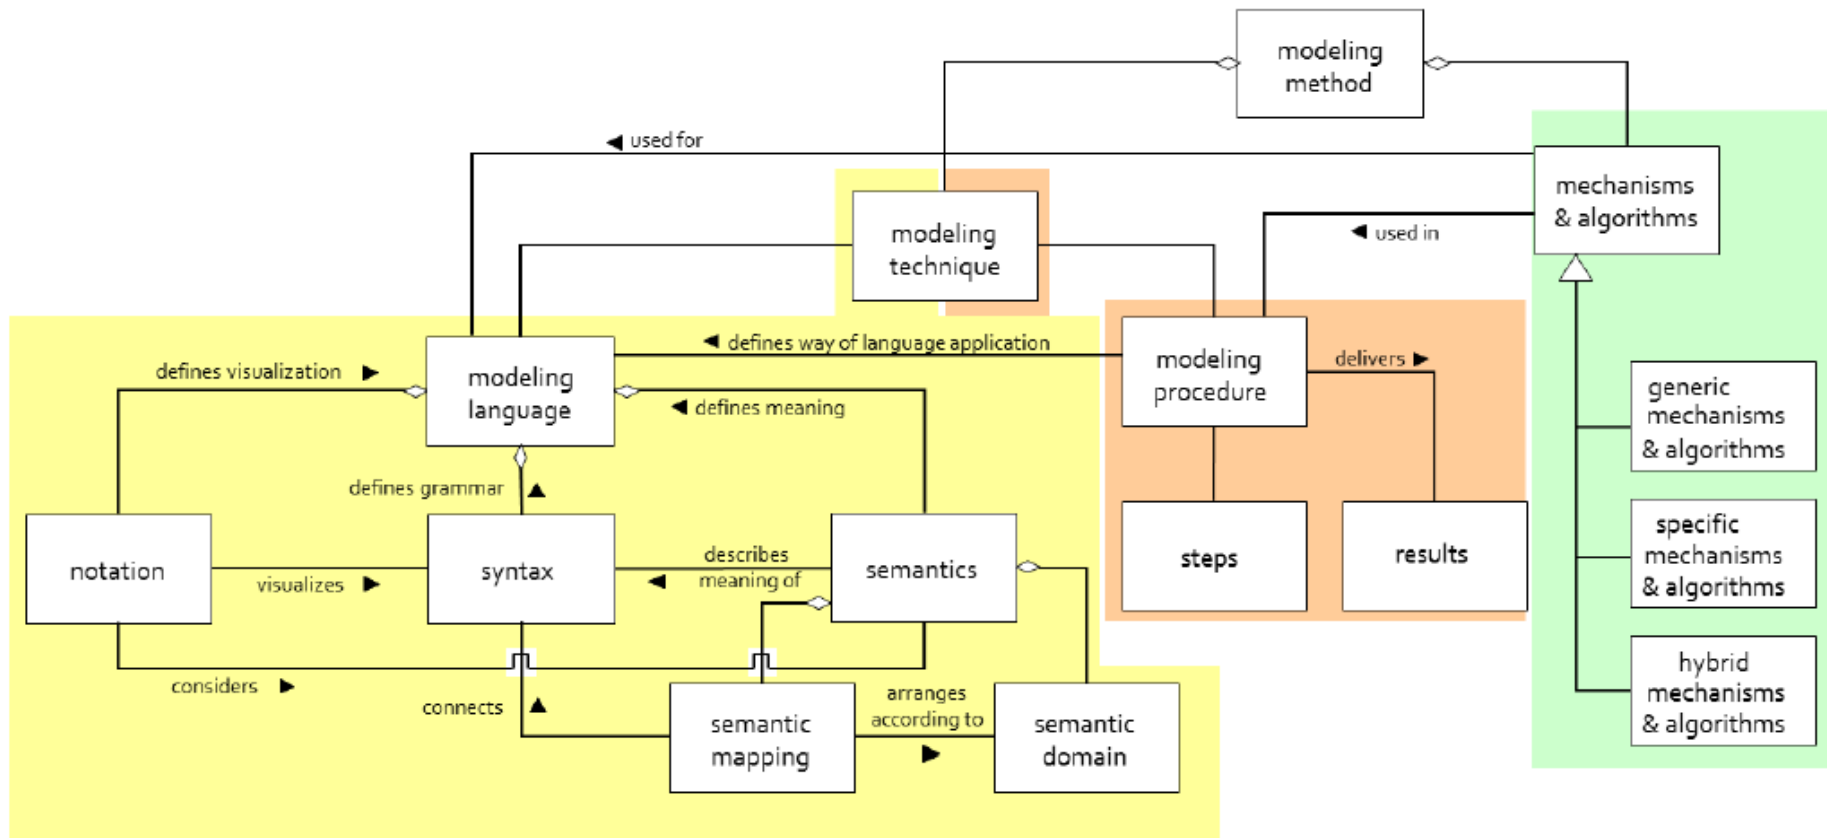 modeling
method
◄ used for
mechanisms
& algorithms
modeling
technique
◄ used in
◄ defines way of language application
modeling
procedure
delivers ►
defines visualization ►
modeling
language
◄ defines meaning
generic
mechanisms
& algorithms
defines grammar ▲
notation
visualizes ►
syntax
describes
◄ meaning of
semantics
steps
results
specific
mechanisms
& algorithms
considers ►
connects ▲
semantic
mapping
arranges
according to
►
semantic
domain
hybrid
mechanisms
& algorithms